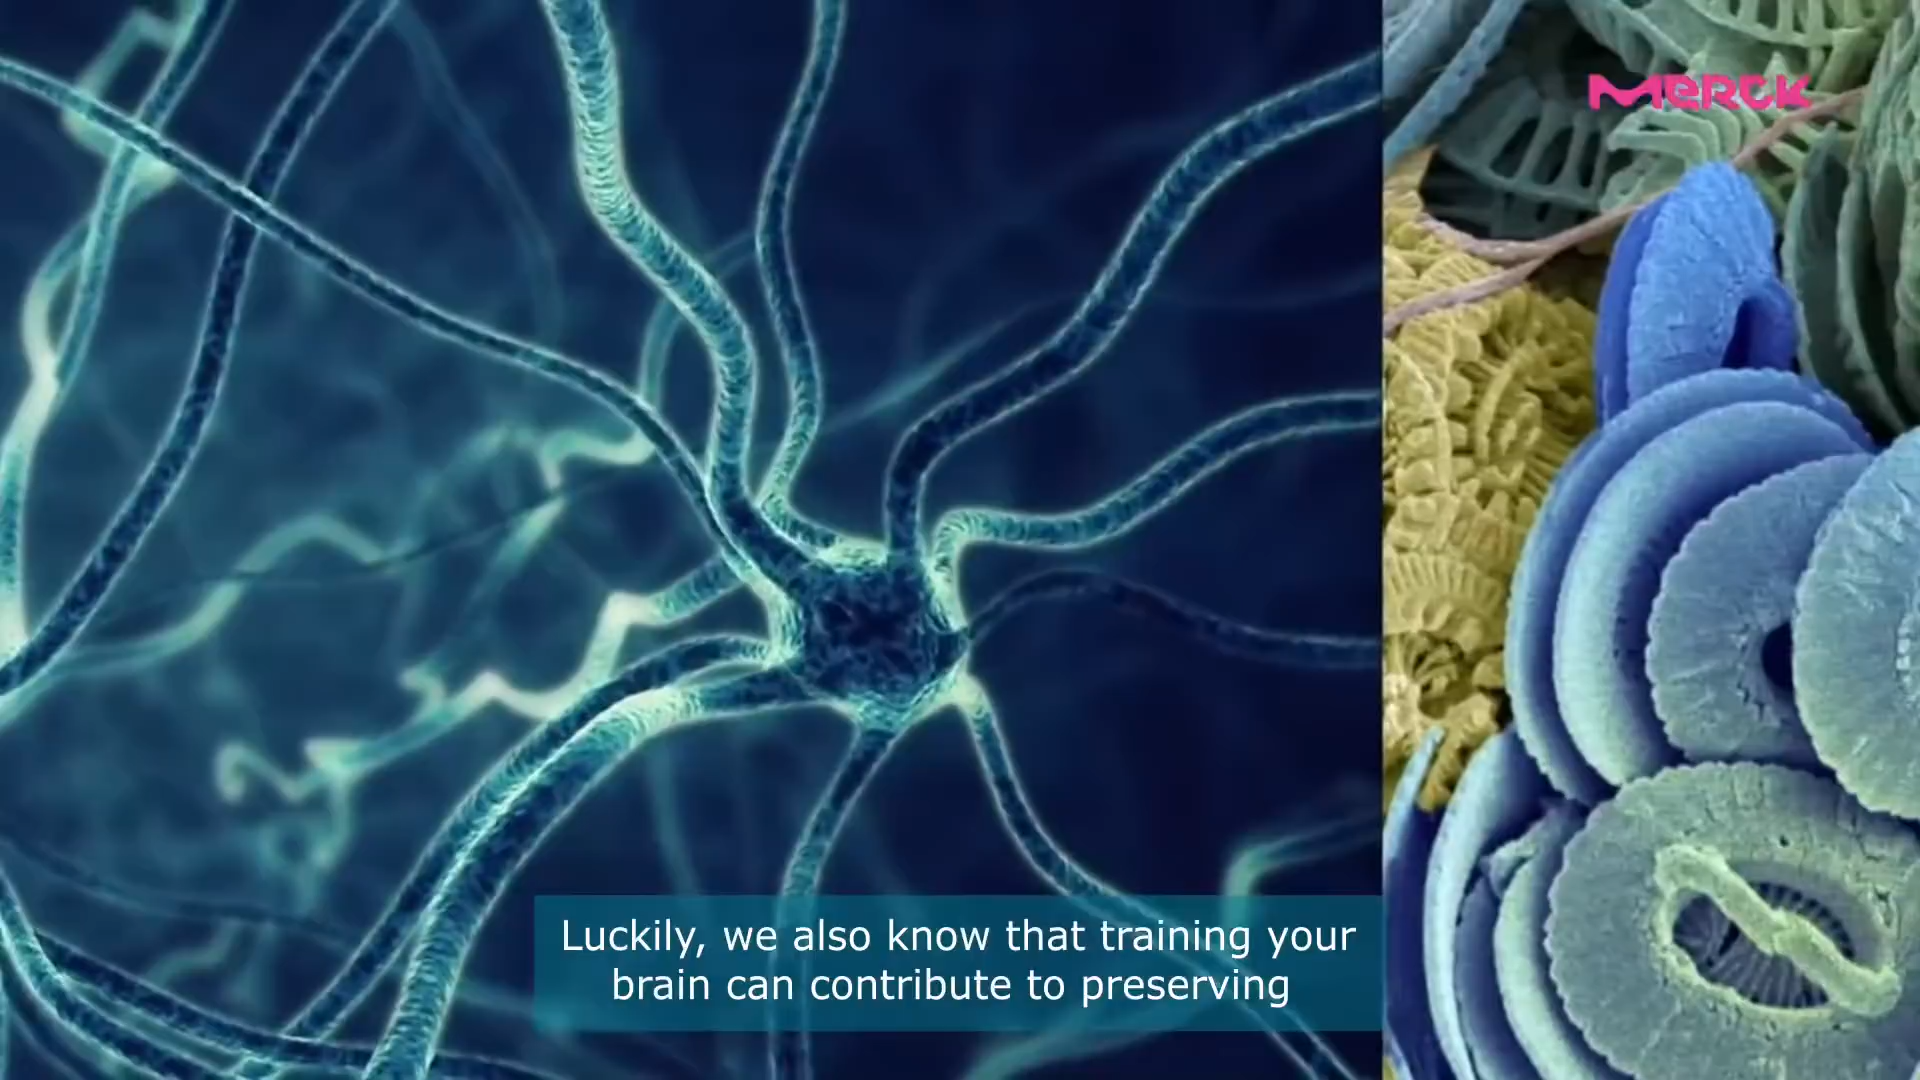 MERCK
Luckily, we also know that training your
brain can contribute to preserving